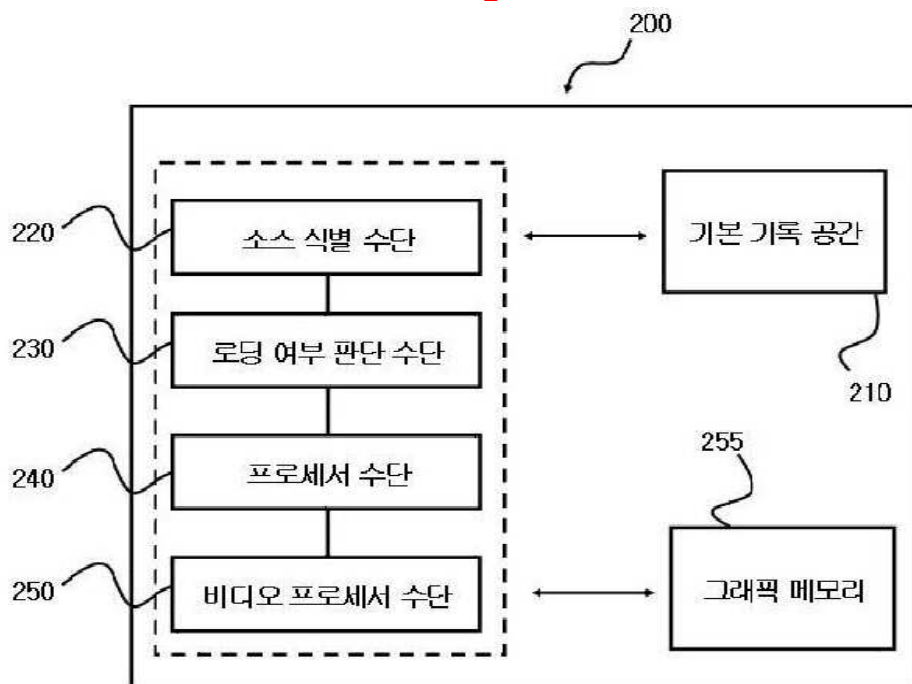 200
220
소스 식별 수단
기본 기록 공간
230
로딩 여부 판단 수단
210
255
240
프로세서 수단
250
비디오 프로세서 수단
그래픽 메모리